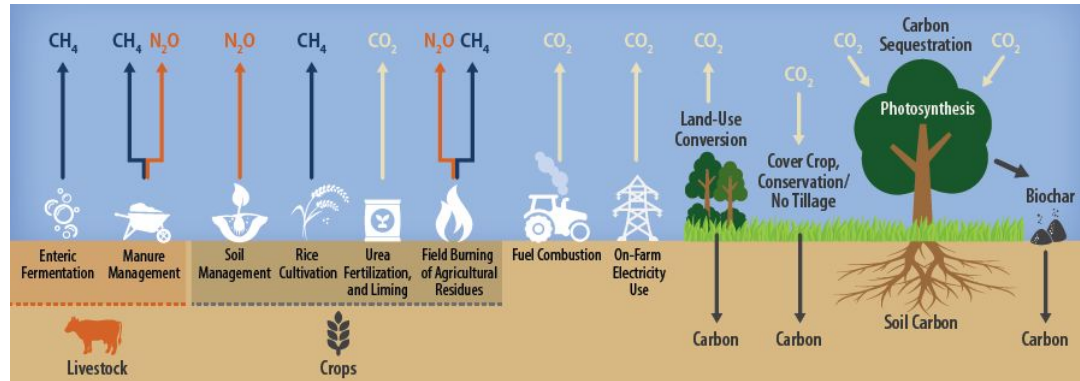 CH₄
CH₄ N₂O
N₂O
CH₄
CO₂
N₂O CH₄
CO₂
CO₂
CO₂
CO₂
CO₂
Carbon
Sequestration
CO₂
Photosynthesis
Land-Use
Conversion
Cover Crop,
Conservation/
No Tillage
Biochar
Enteric
Fermentation
Manure
Management
Soil
Management
Rice
Cultivation
Urea
Fertilization,
and Liming
Field Burning
of Agricultural
Residues
Fuel Combustion
On-Farm
Electricity
Use
Carbon
Carbon
Soil Carbon
Carbon
Livestock
Crops